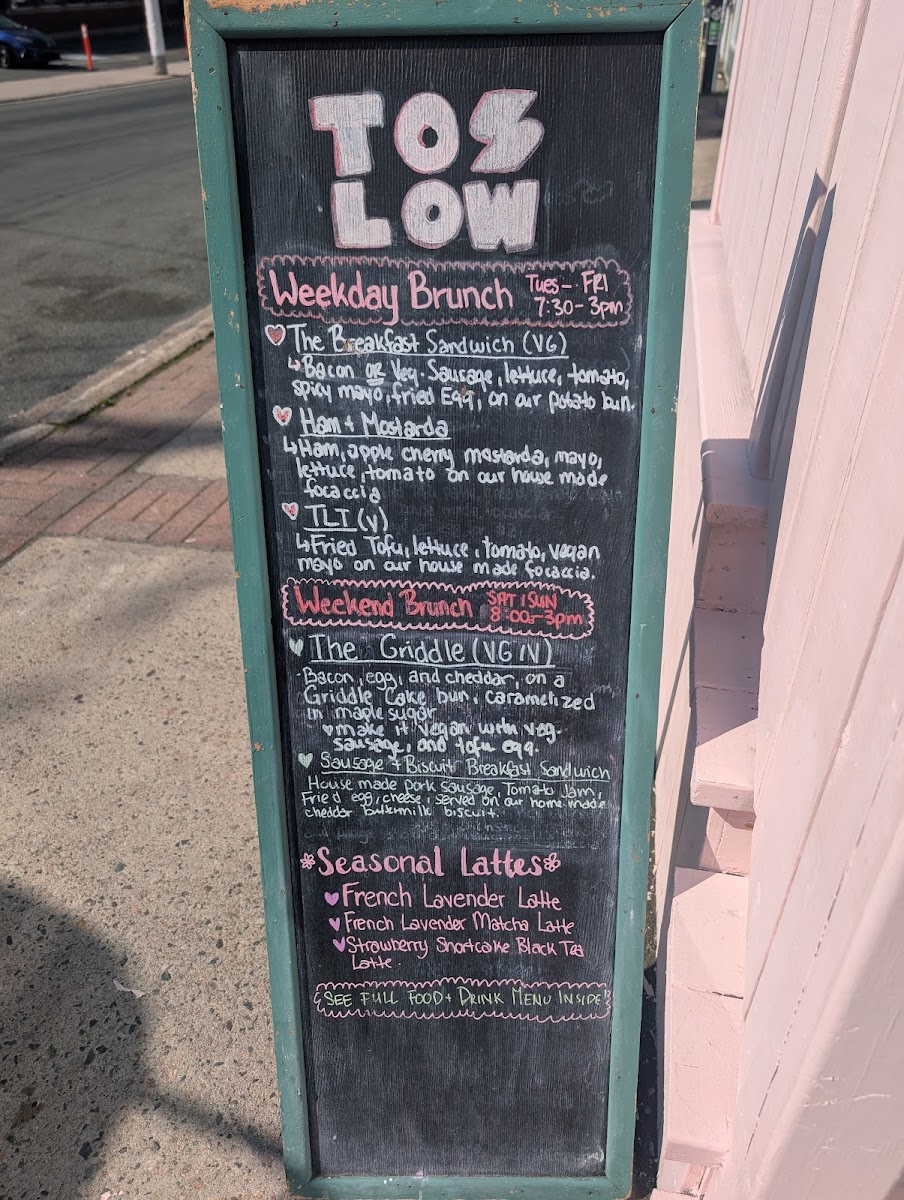 TOS
LOW
Weekday Brunch Tues - FRI
7:30 - 3pm
The Breakfast Sandwich (VG)
↳ Bacon or Veg. Sausage, lettuce, tomato,
spicy mayo, fried Egg, on our potato bun.
Ham + Mostarda
↳ Ham, apple cherry mostarda, mayo,
lettuce, tomato on our house made
focaccia
TLT (V)
↳ Fried Tofu, lettuce, tomato, vegan
mayo on our house made focaccia.
Weekend Brunch SAT / SUN
8:00 - 3pm
The Griddle (VG / V)
- Bacon, egg, and cheddar, on a
Griddle Cake bun, caramelized
in maple sugar
make it vegan with veg.
sausage, and tofu egg.
Sausage + Biscuit Breakfast Sandwich
House made pork sausage, Tomato Jam,
Fried egg, cheese, served on our home made
cheddar buttermilk biscuit.
Seasonal Lattes
French Lavender Latte
French Lavender Matcha Latte
Strawberry Shortcake Black Tea
Latte
SEE FULL FOOD + DRINK MENU INSIDE!